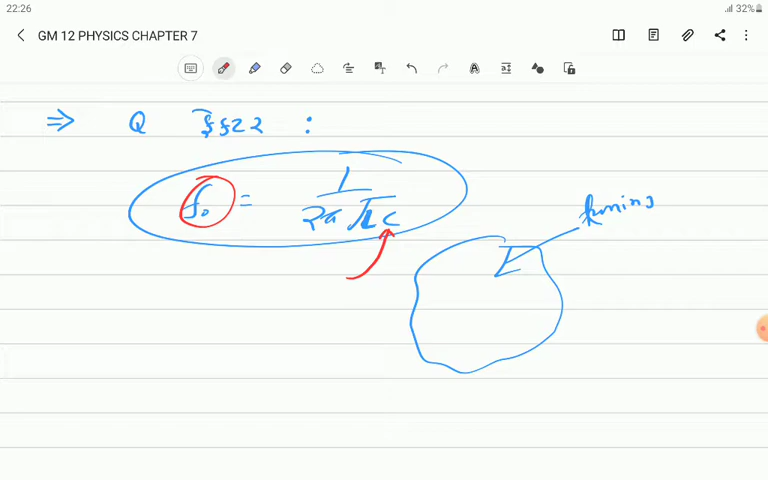 22:26 32%
GM 12 PHYSICS CHAPTER 7
⇒ Q :
f₀ = 1 / 2π √LC